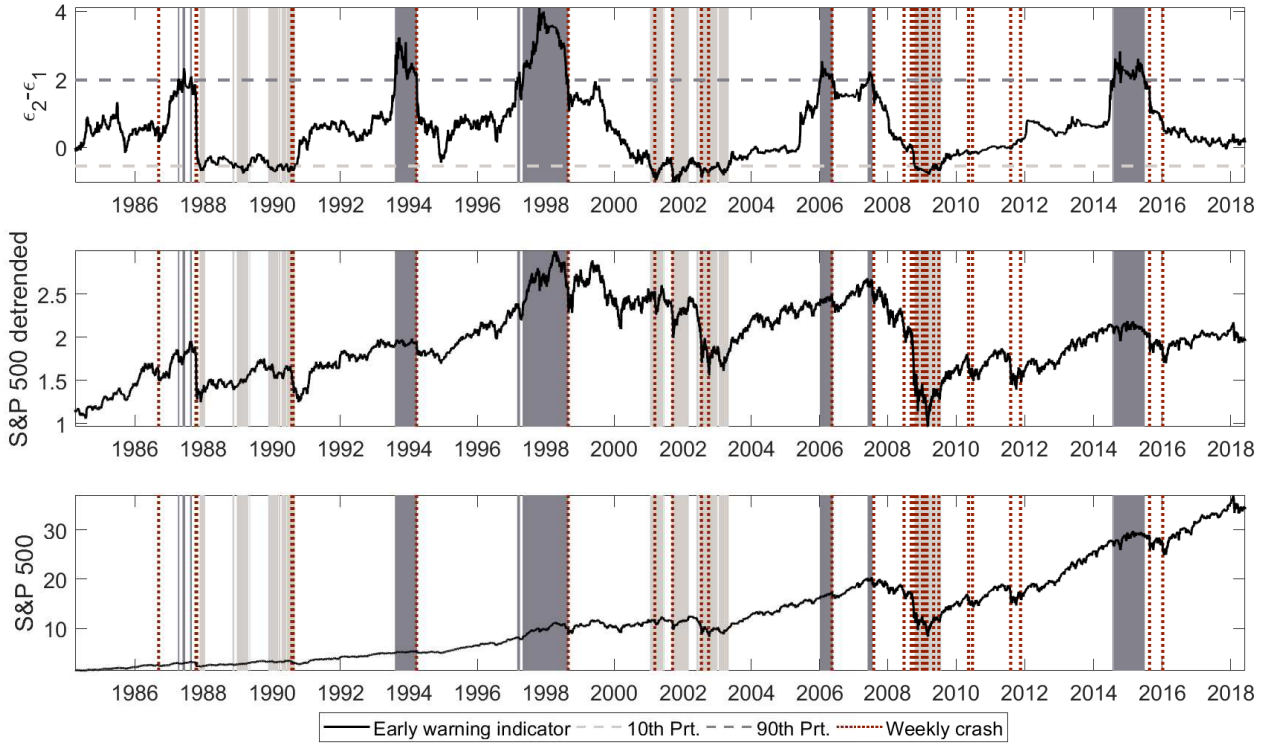 4
2
0
ϵ2-ϵ1
1986 1988 1990 1992 1994 1996 1998 2000 2002 2004 2006 2008 2010 2012 2014 2016 2018
2.5
2
1.5
1
S&P 500 detrended
1986 1988 1990 1992 1994 1996 1998 2000 2002 2004 2006 2008 2010 2012 2014 2016 2018
30
20
10
S&P 500
1986 1988 1990 1992 1994 1996 1998 2000 2002 2004 2006 2008 2010 2012 2014 2016 2018
Early warning indicator 10th Prt. 90th Prt. Weekly crash